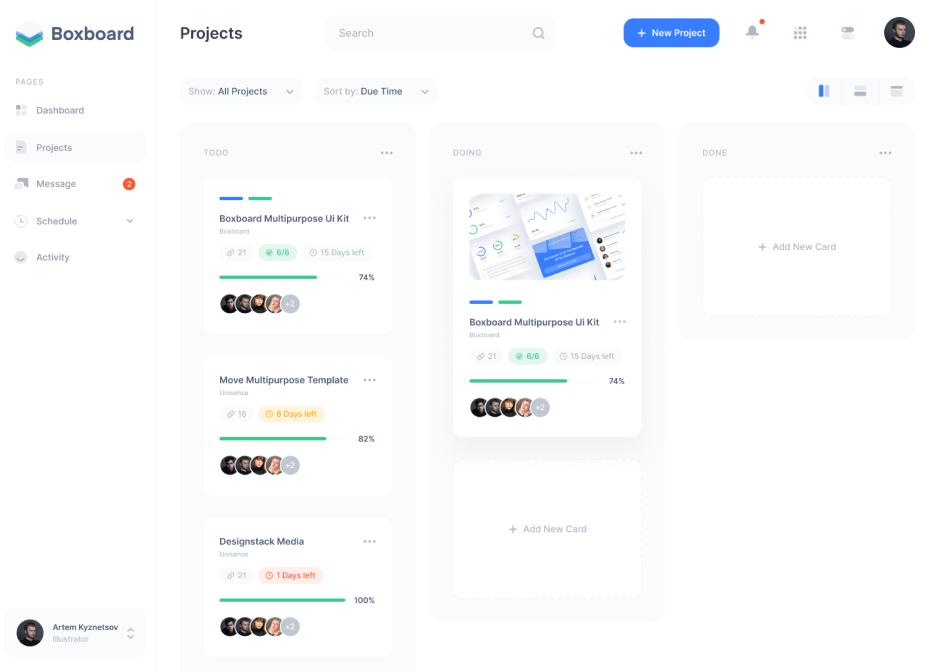 Boxboard
Projects
Search
+ New Project
PAGES
Dashboard
Projects
Message
2
Schedule
Activity
Show: All Projects
Sort by: Due Time
TODO
Boxboard Multipurpose Ui Kit
Boxboard
21
6/6
15 Days left
74%
+2
Move Multipurpose Template
Unisense
16
6 Days left
82%
+2
Designstack Media
Unisense
21
1 Days left
100%
+2
DOING
Boxboard Multipurpose Ui Kit
Boxboard
21
6/6
15 Days left
74%
+2
+ Add New Card
DONE
+ Add New Card
Artem Kyznetsov
Illustrator